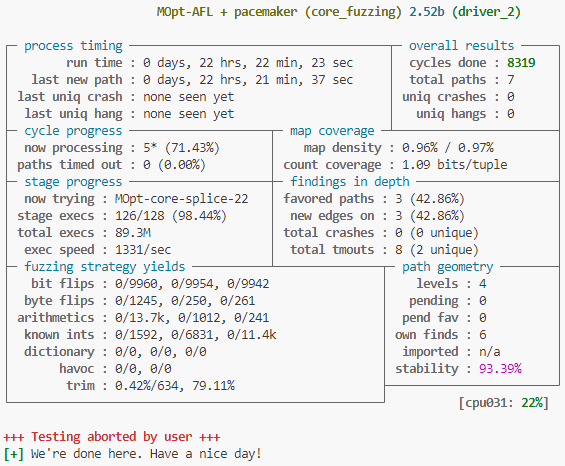 MOpt-AFL + pacemaker (core_fuzzing) 2.52b (driver_2)
process timing
overall results
run time : 0 days, 22 hrs, 22 min, 23 sec
cycles done : 8319
last new path : 0 days, 22 hrs, 21 min, 37 sec
total paths : 7
last uniq crash : none seen yet
uniq crashes : 0
last uniq hang : none seen yet
uniq hangs : 0
cycle progress
map coverage
now processing : 5* (71.43%)
map density : 0.96% / 0.97%
paths timed out : 0 (0.00%)
count coverage : 1.09 bits/tuple
stage progress
findings in depth
now trying : MOpt-core-splice-22
favored paths : 3 (42.86%)
stage execs : 126/128 (98.44%)
new edges on : 3 (42.86%)
total execs : 89.3M
total crashes : 0 (0 unique)
exec speed : 1331/sec
total tmouts : 8 (2 unique)
fuzzing strategy yields
path geometry
bit flips : 0/9960, 0/9954, 0/9942
levels : 4
byte flips : 0/1245, 0/250, 0/261
pending : 0
arithmetics : 0/13.7k, 0/1012, 0/241
pend fav : 0
known ints : 0/1592, 0/6831, 0/11.4k
own finds : 6
dictionary : 0/0, 0/0, 0/0
imported : n/a
havoc : 0/0, 0/0
stability : 93.39%
trim : 0.42%/634, 79.11%
[cpu031: 22%]
+++ Testing aborted by user +++
[+] We're done here. Have a nice day!